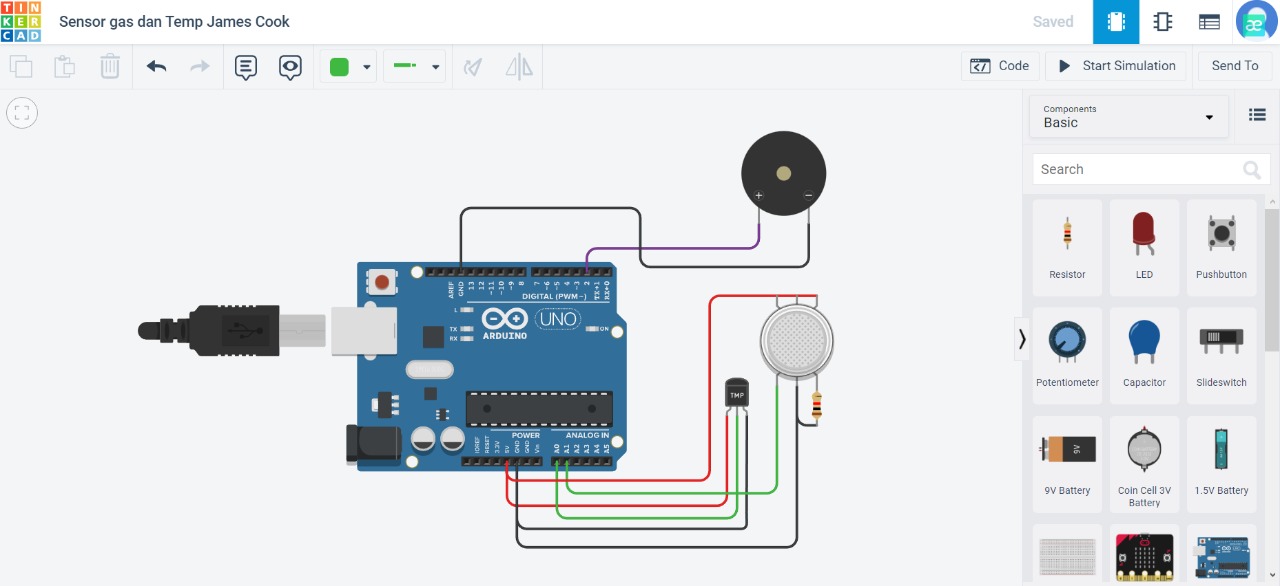 TIN
KER
CAD
Sensor gas dan Temp James Cook
Saved
Code
Start Simulation
Send To
Components
Basic
Search
Resistor
LED
Pushbutton
Potentiometer
Capacitor
Slideswitch
9V
9V Battery
Coin Cell 3V
Battery
1.5V Battery
+
−
AREF
GND
13
12
~11
~10
~9
8
7
~6
~5
4
~3
2
TX→1
RX←0
DIGITAL (PWM~)
L
TX
RX
ARDUINO
UNO
ON
TMP
POWER
ANALOG IN
IOREF
RESET
3.3V
5V
GND
GND
Vin
A0
A1
A2
A3
A4
A5